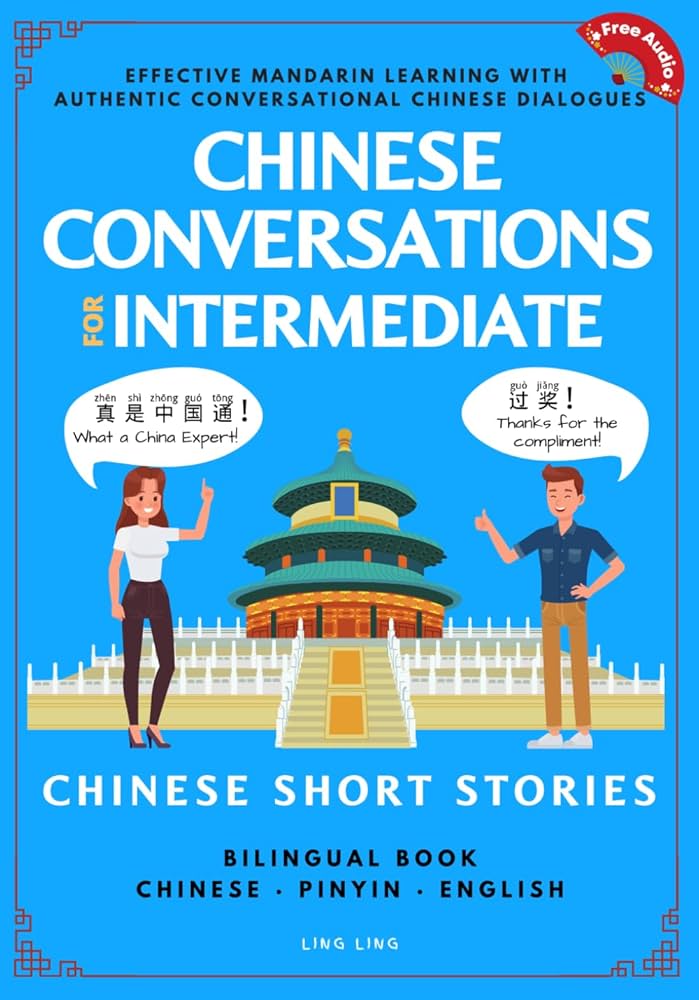 Free Audio
EFFECTIVE MANDARIN LEARNING WITH
AUTHENTIC CONVERSATIONAL CHINESE DIALOGUES
CHINESE
CONVERSATIONS
FOR INTERMEDIATE
zhēn shì zhōng guó tōng
真是中国通!
What a China Expert!
guò jiǎng
过奖!
Thanks for the
compliment!
CHINESE SHORT STORIES
BILINGUAL BOOK
CHINESE · PINYIN · ENGLISH
LING LING